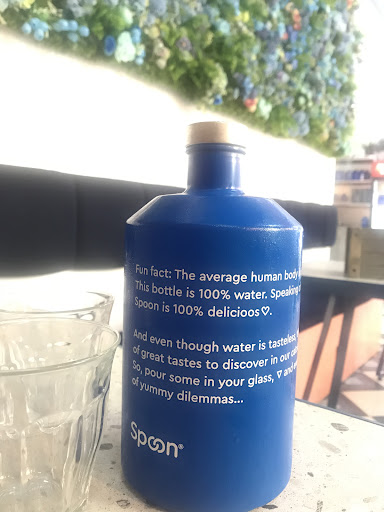 Fun fact: The average human body
This bottle is 100% water. Speaking
Spoon is 100% delicioos♡.
And even though water is tasteless,
of great tastes to discover in our
So, pour some in your glass, ♡ and
of yummy dilemmas...
Spoon®